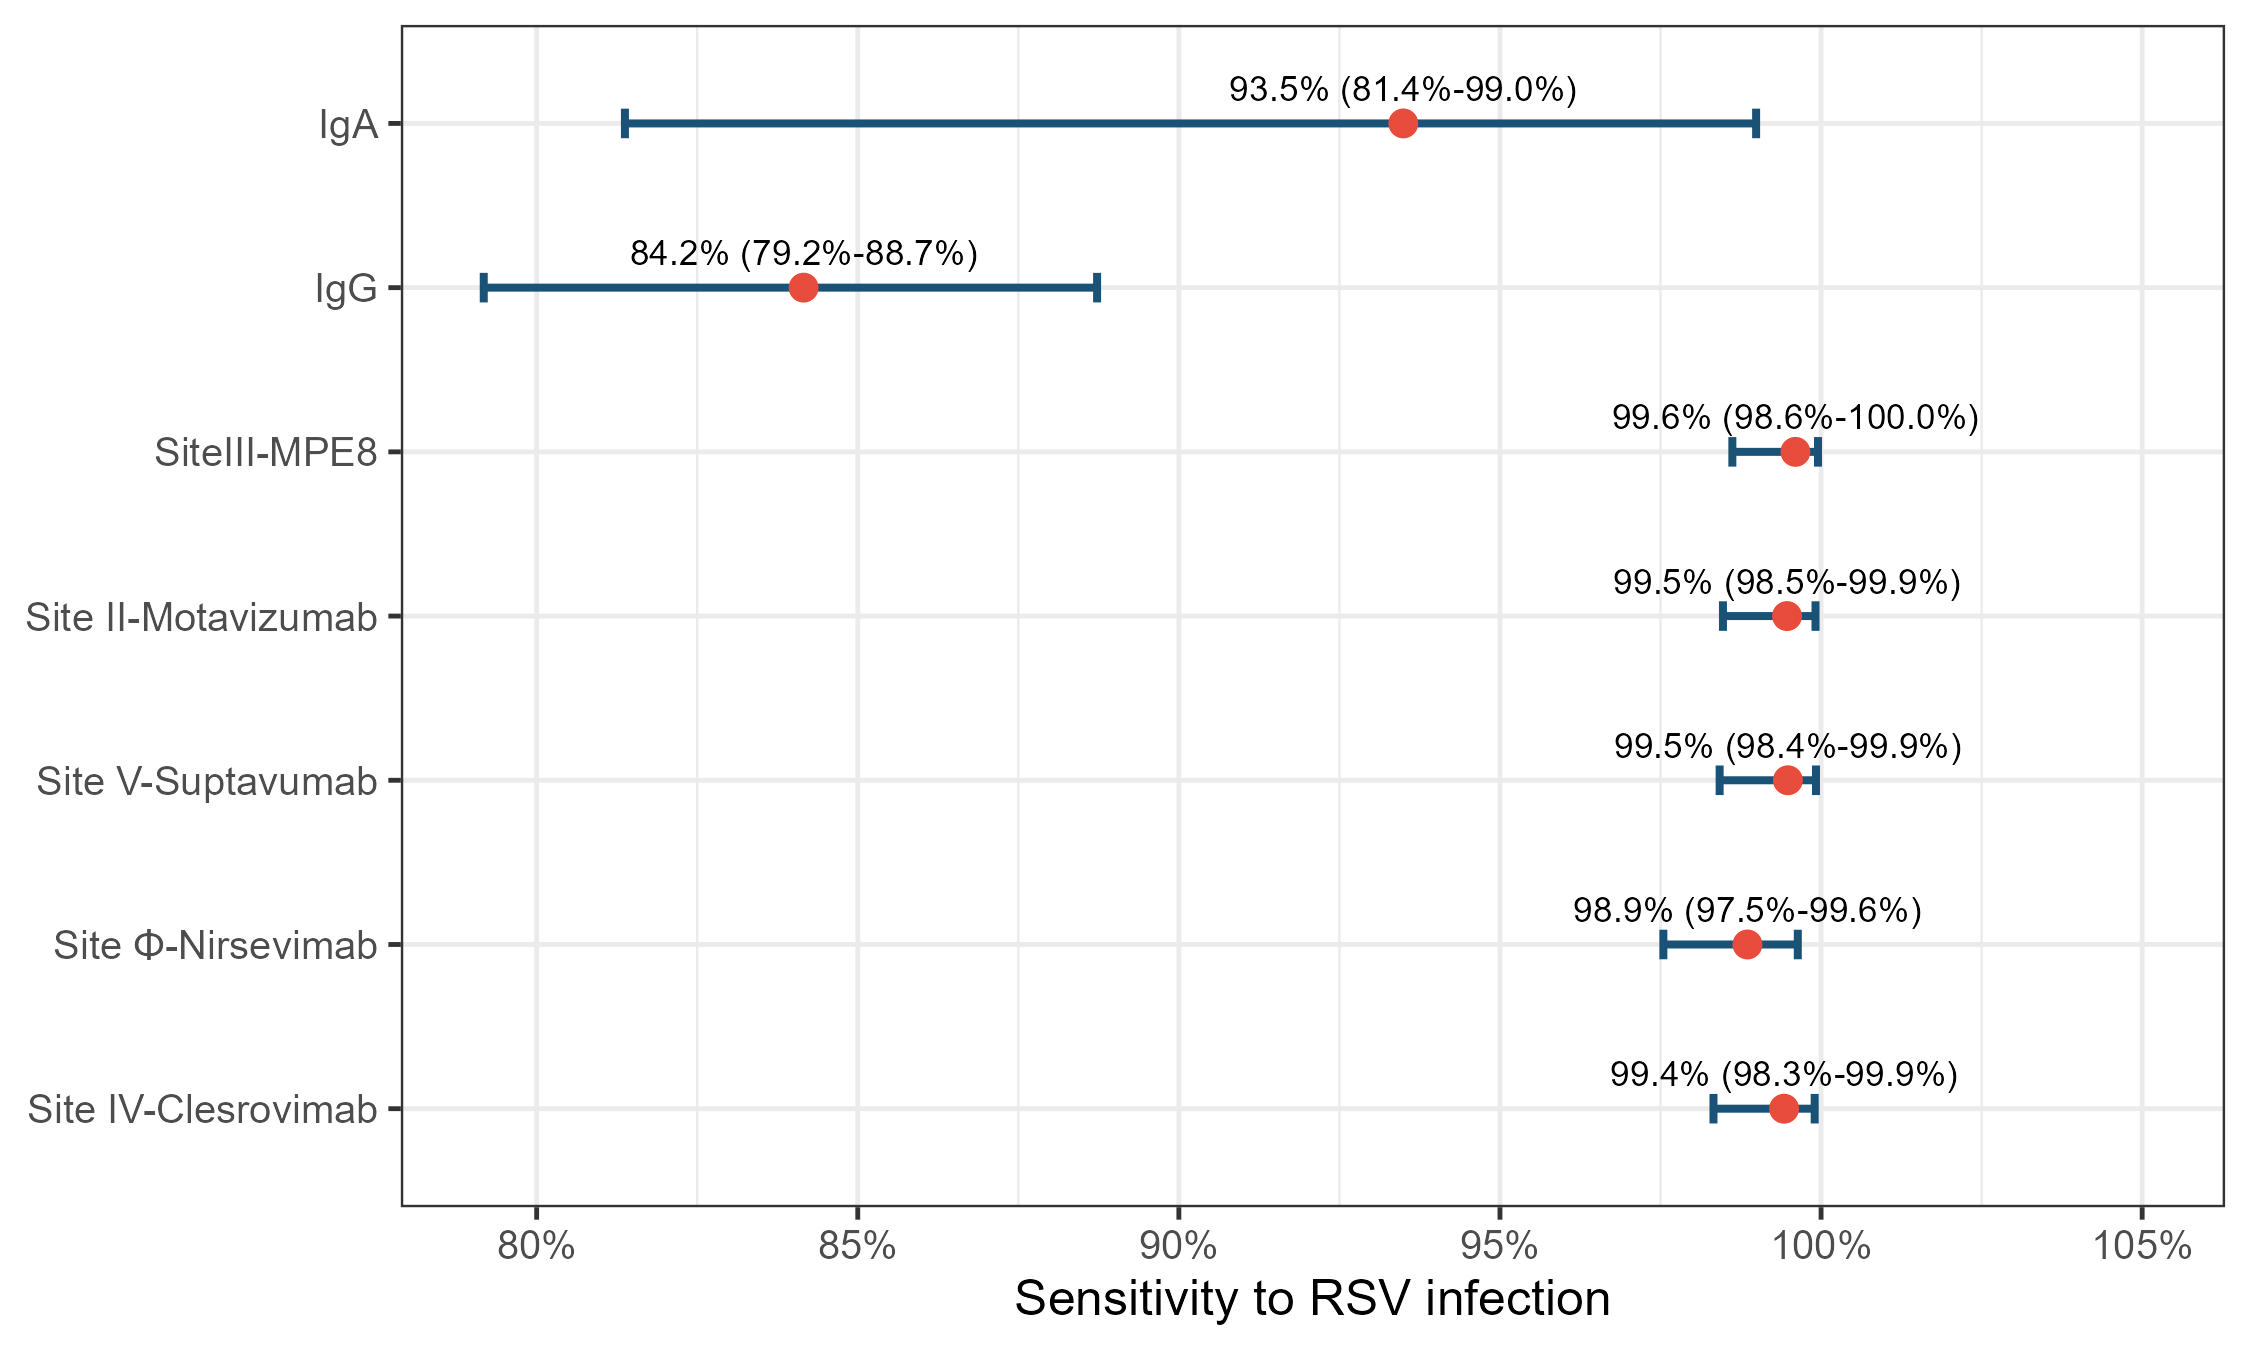 IgA
93.5% (81.4%-99.0%)
IgG
84.2% (79.2%-88.7%)
SiteIII-MPE8
99.6% (98.6%-100.0%)
Site II-Motavizumab
99.5% (98.5%-99.9%)
Site V-Suptavumab
99.5% (98.4%-99.9%)
Site Φ-Nirsevimab
98.9% (97.5%-99.6%)
Site IV-Clesrovimab
99.4% (98.3%-99.9%)
80% 85% 90% 95% 100% 105%
Sensitivity to RSV infection